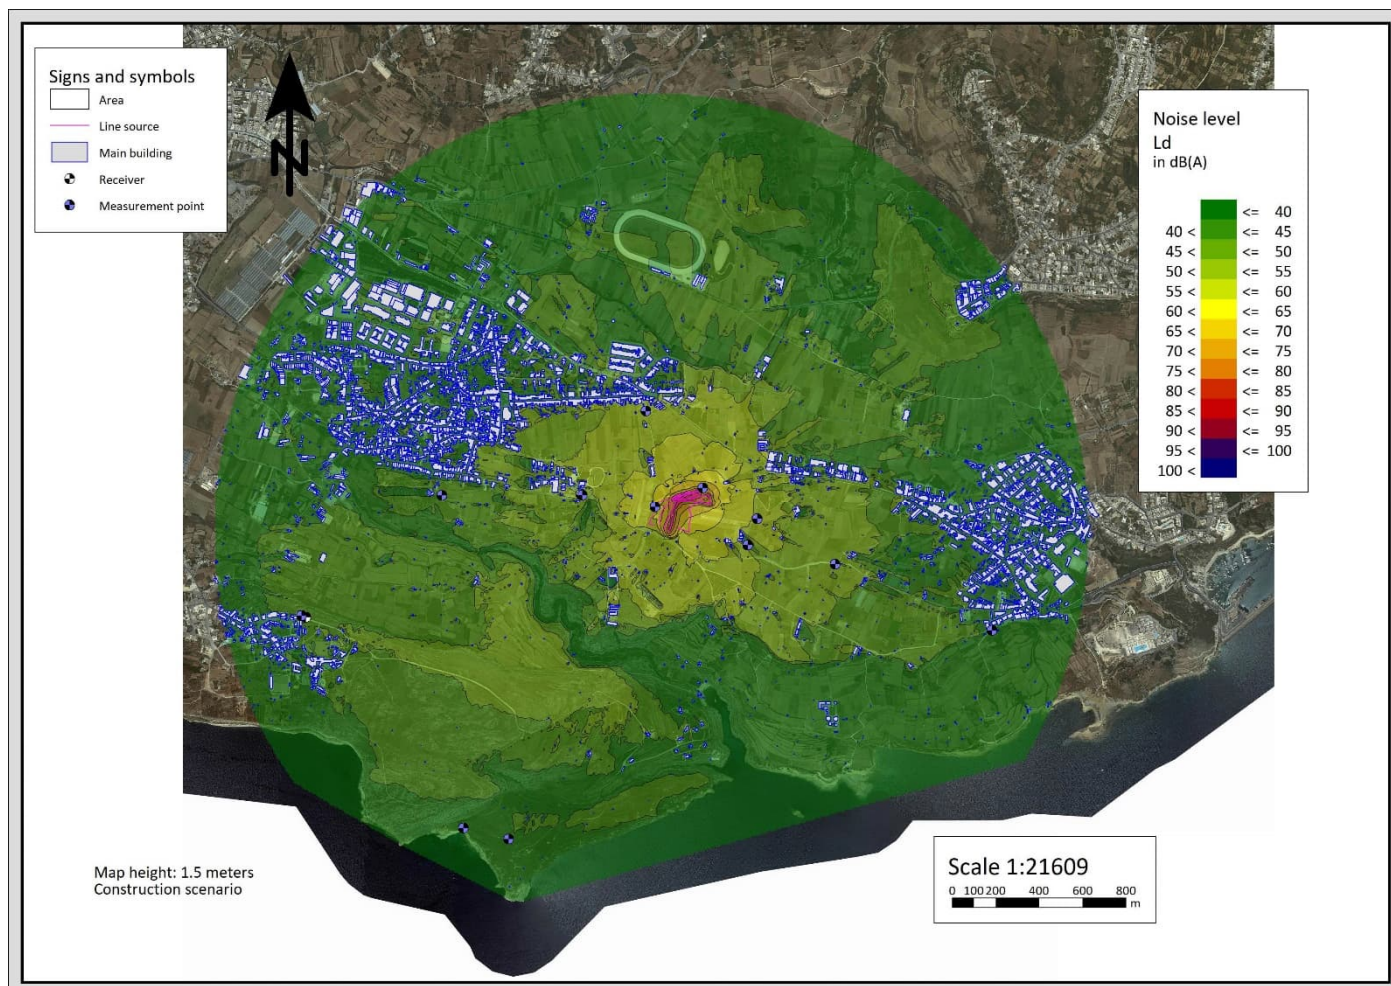 Signs and symbols
Area
Line source
Main building
Receiver
Measurement point
N
Noise level
Ld
in dB(A)
<= 40
40 < <= 45
45 < <= 50
50 < <= 55
55 < <= 60
60 < <= 65
65 < <= 70
70 < <= 75
75 < <= 80
80 < <= 85
85 < <= 90
90 < <= 95
95 < <= 100
100 <
Map height: 1.5 meters
Construction scenario
Scale 1:21609
0 100 200 400 600 800
m